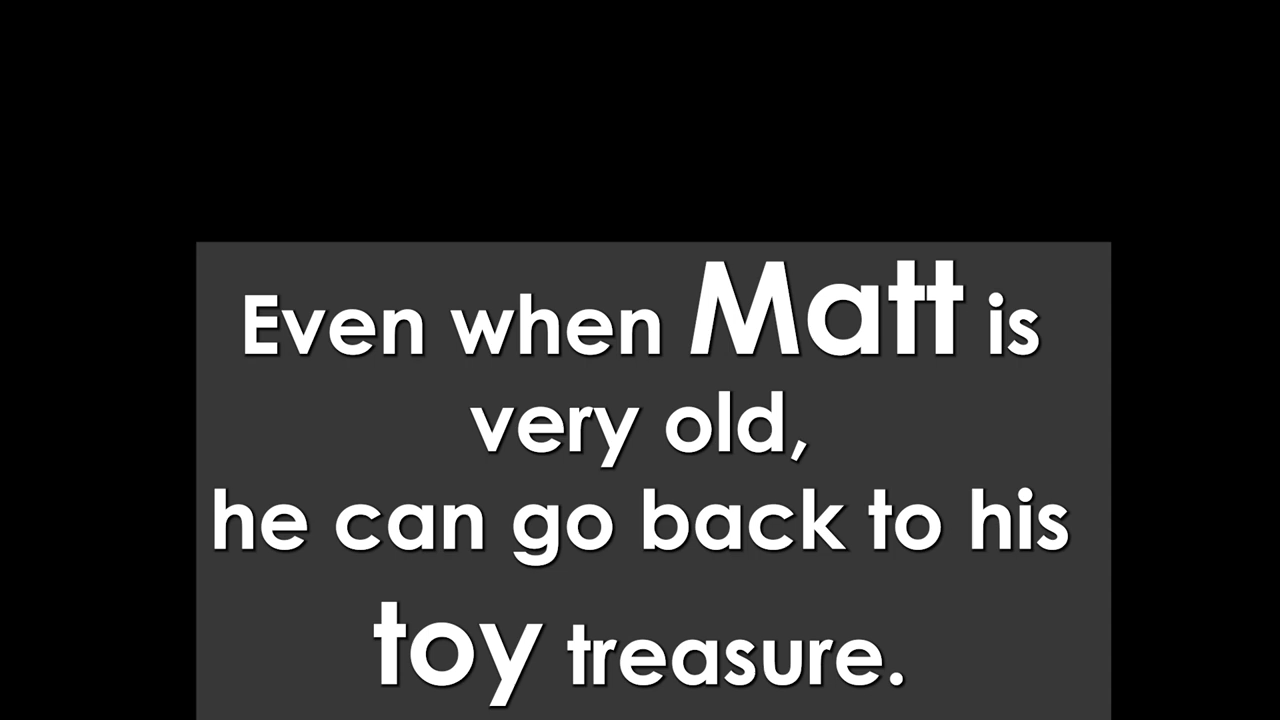 Even when Matt is
very old,
he can go back to his
toy treasure.